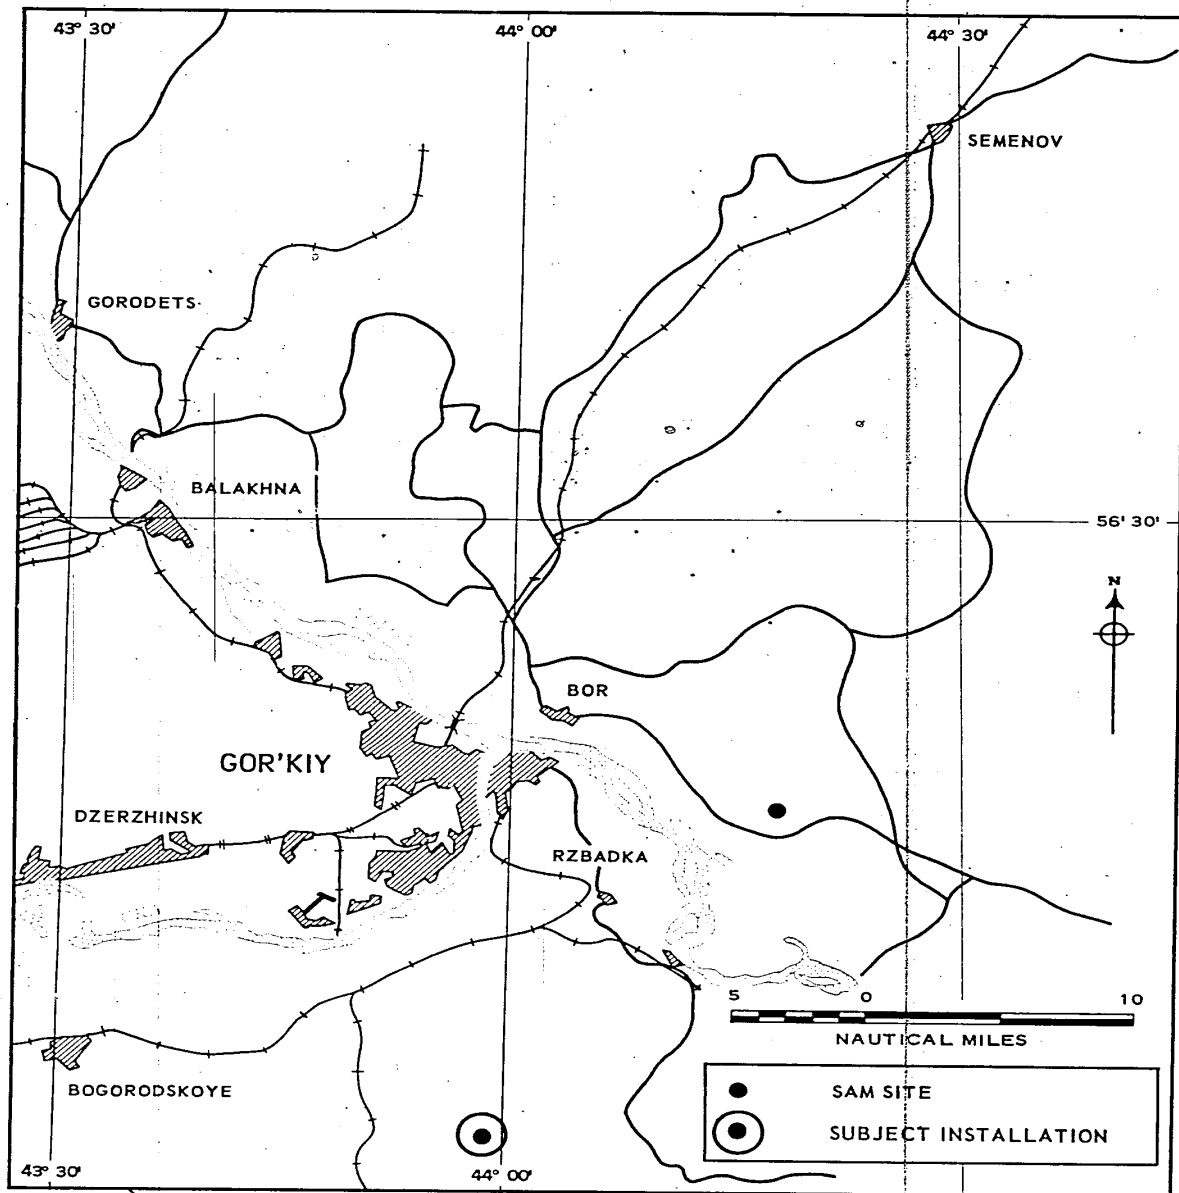 43° 30'
44° 00'
44° 30'
SEMENOV
GORODETS
BALAKHNA
56° 30'
N
BOR
GOR'KIY
DZERZHINSK
RZBADKA
5 0 10
NAUTICAL MILES
BOGORODSKOYE
SAM SITE
SUBJECT INSTALLATION
43° 30'
44° 00'